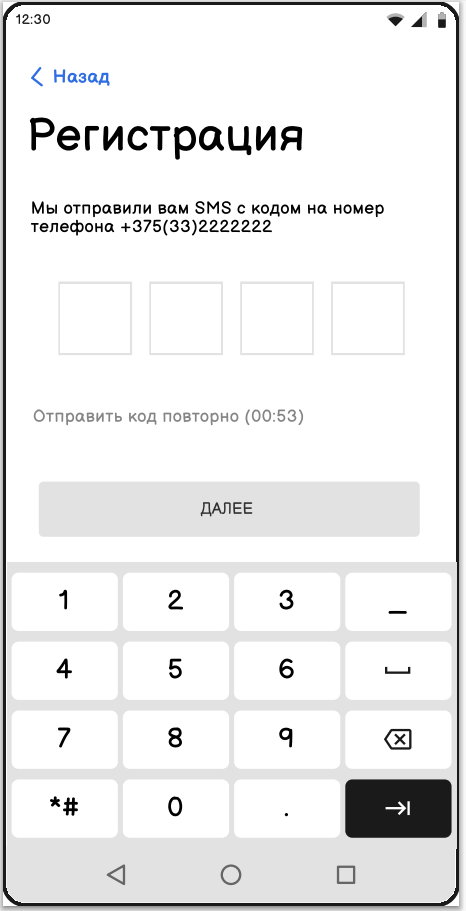 12:30
Назад
Регистрация
Мы отправили вам SMS с кодом на номер
телефона +375(33)2222222
Отправить код повторно (00:53)
ДАЛЕЕ
1 2 3 _
4 5 6
7 8 9
*# 0 .